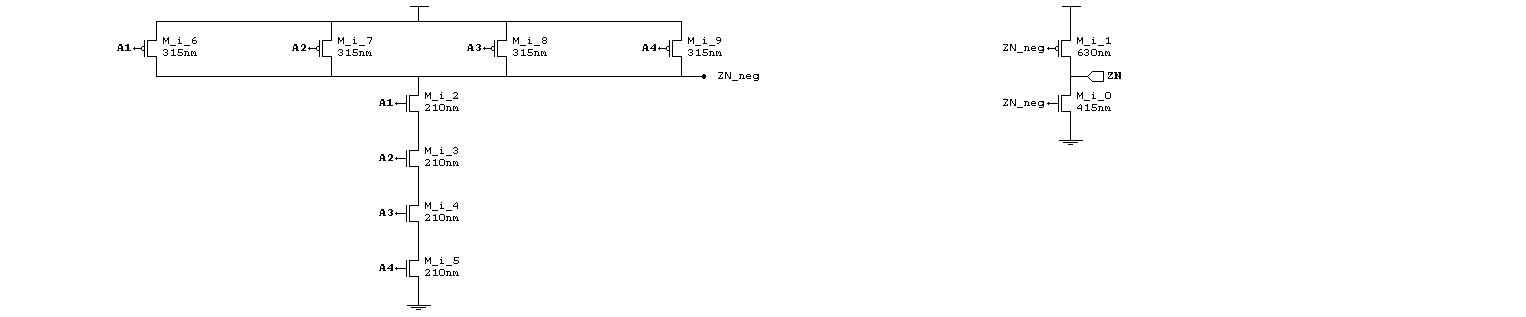 A1 M_i_6
315nm
A2 M_i_7
315nm
A3 M_i_8
315nm
A4 M_i_9
315nm
ZN_neg
A1 M_i_2
210nm
A2 M_i_3
210nm
A3 M_i_4
210nm
A4 M_i_5
210nm
ZN_neg M_i_1
630nm
ZN
ZN_neg M_i_0
415nm